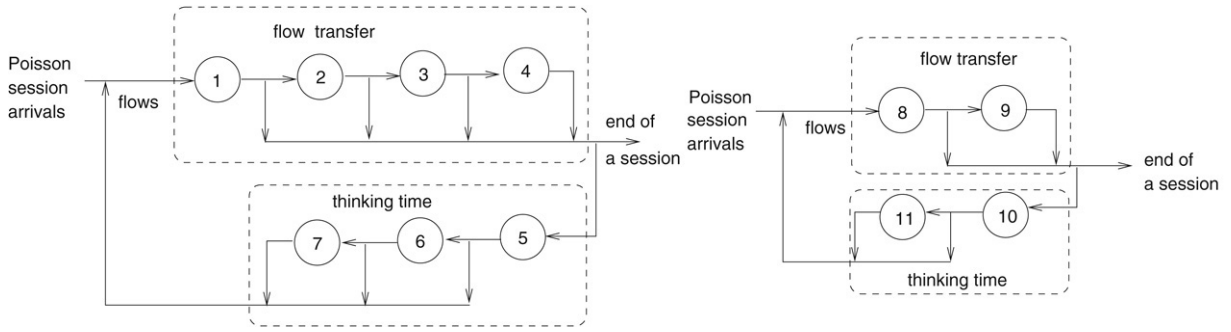 flow transfer
Poisson
session
arrivals
flows
1
2
3
4
end of
a session
thinking time
7
6
5
flow transfer
Poisson
session
arrivals
flows
8
9
end of
a session
11
10
thinking time